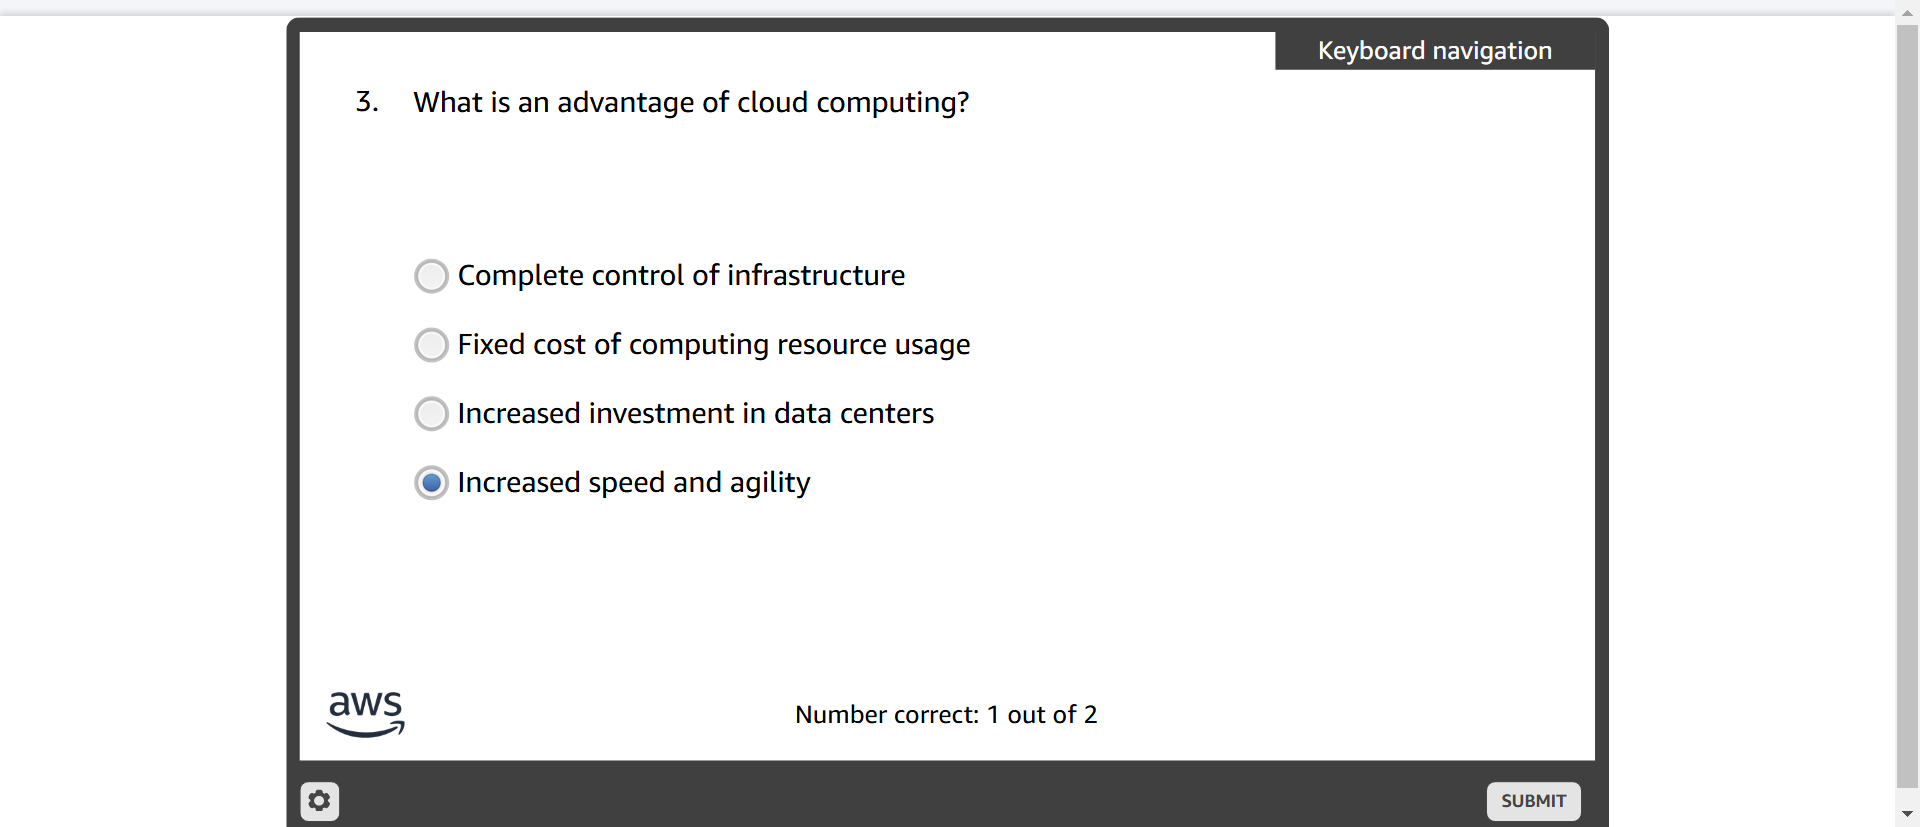 Keyboard navigation
3. What is an advantage of cloud computing?
Complete control of infrastructure
Fixed cost of computing resource usage
Increased investment in data centers
Increased speed and agility
aws
Number correct: 1 out of 2
SUBMIT